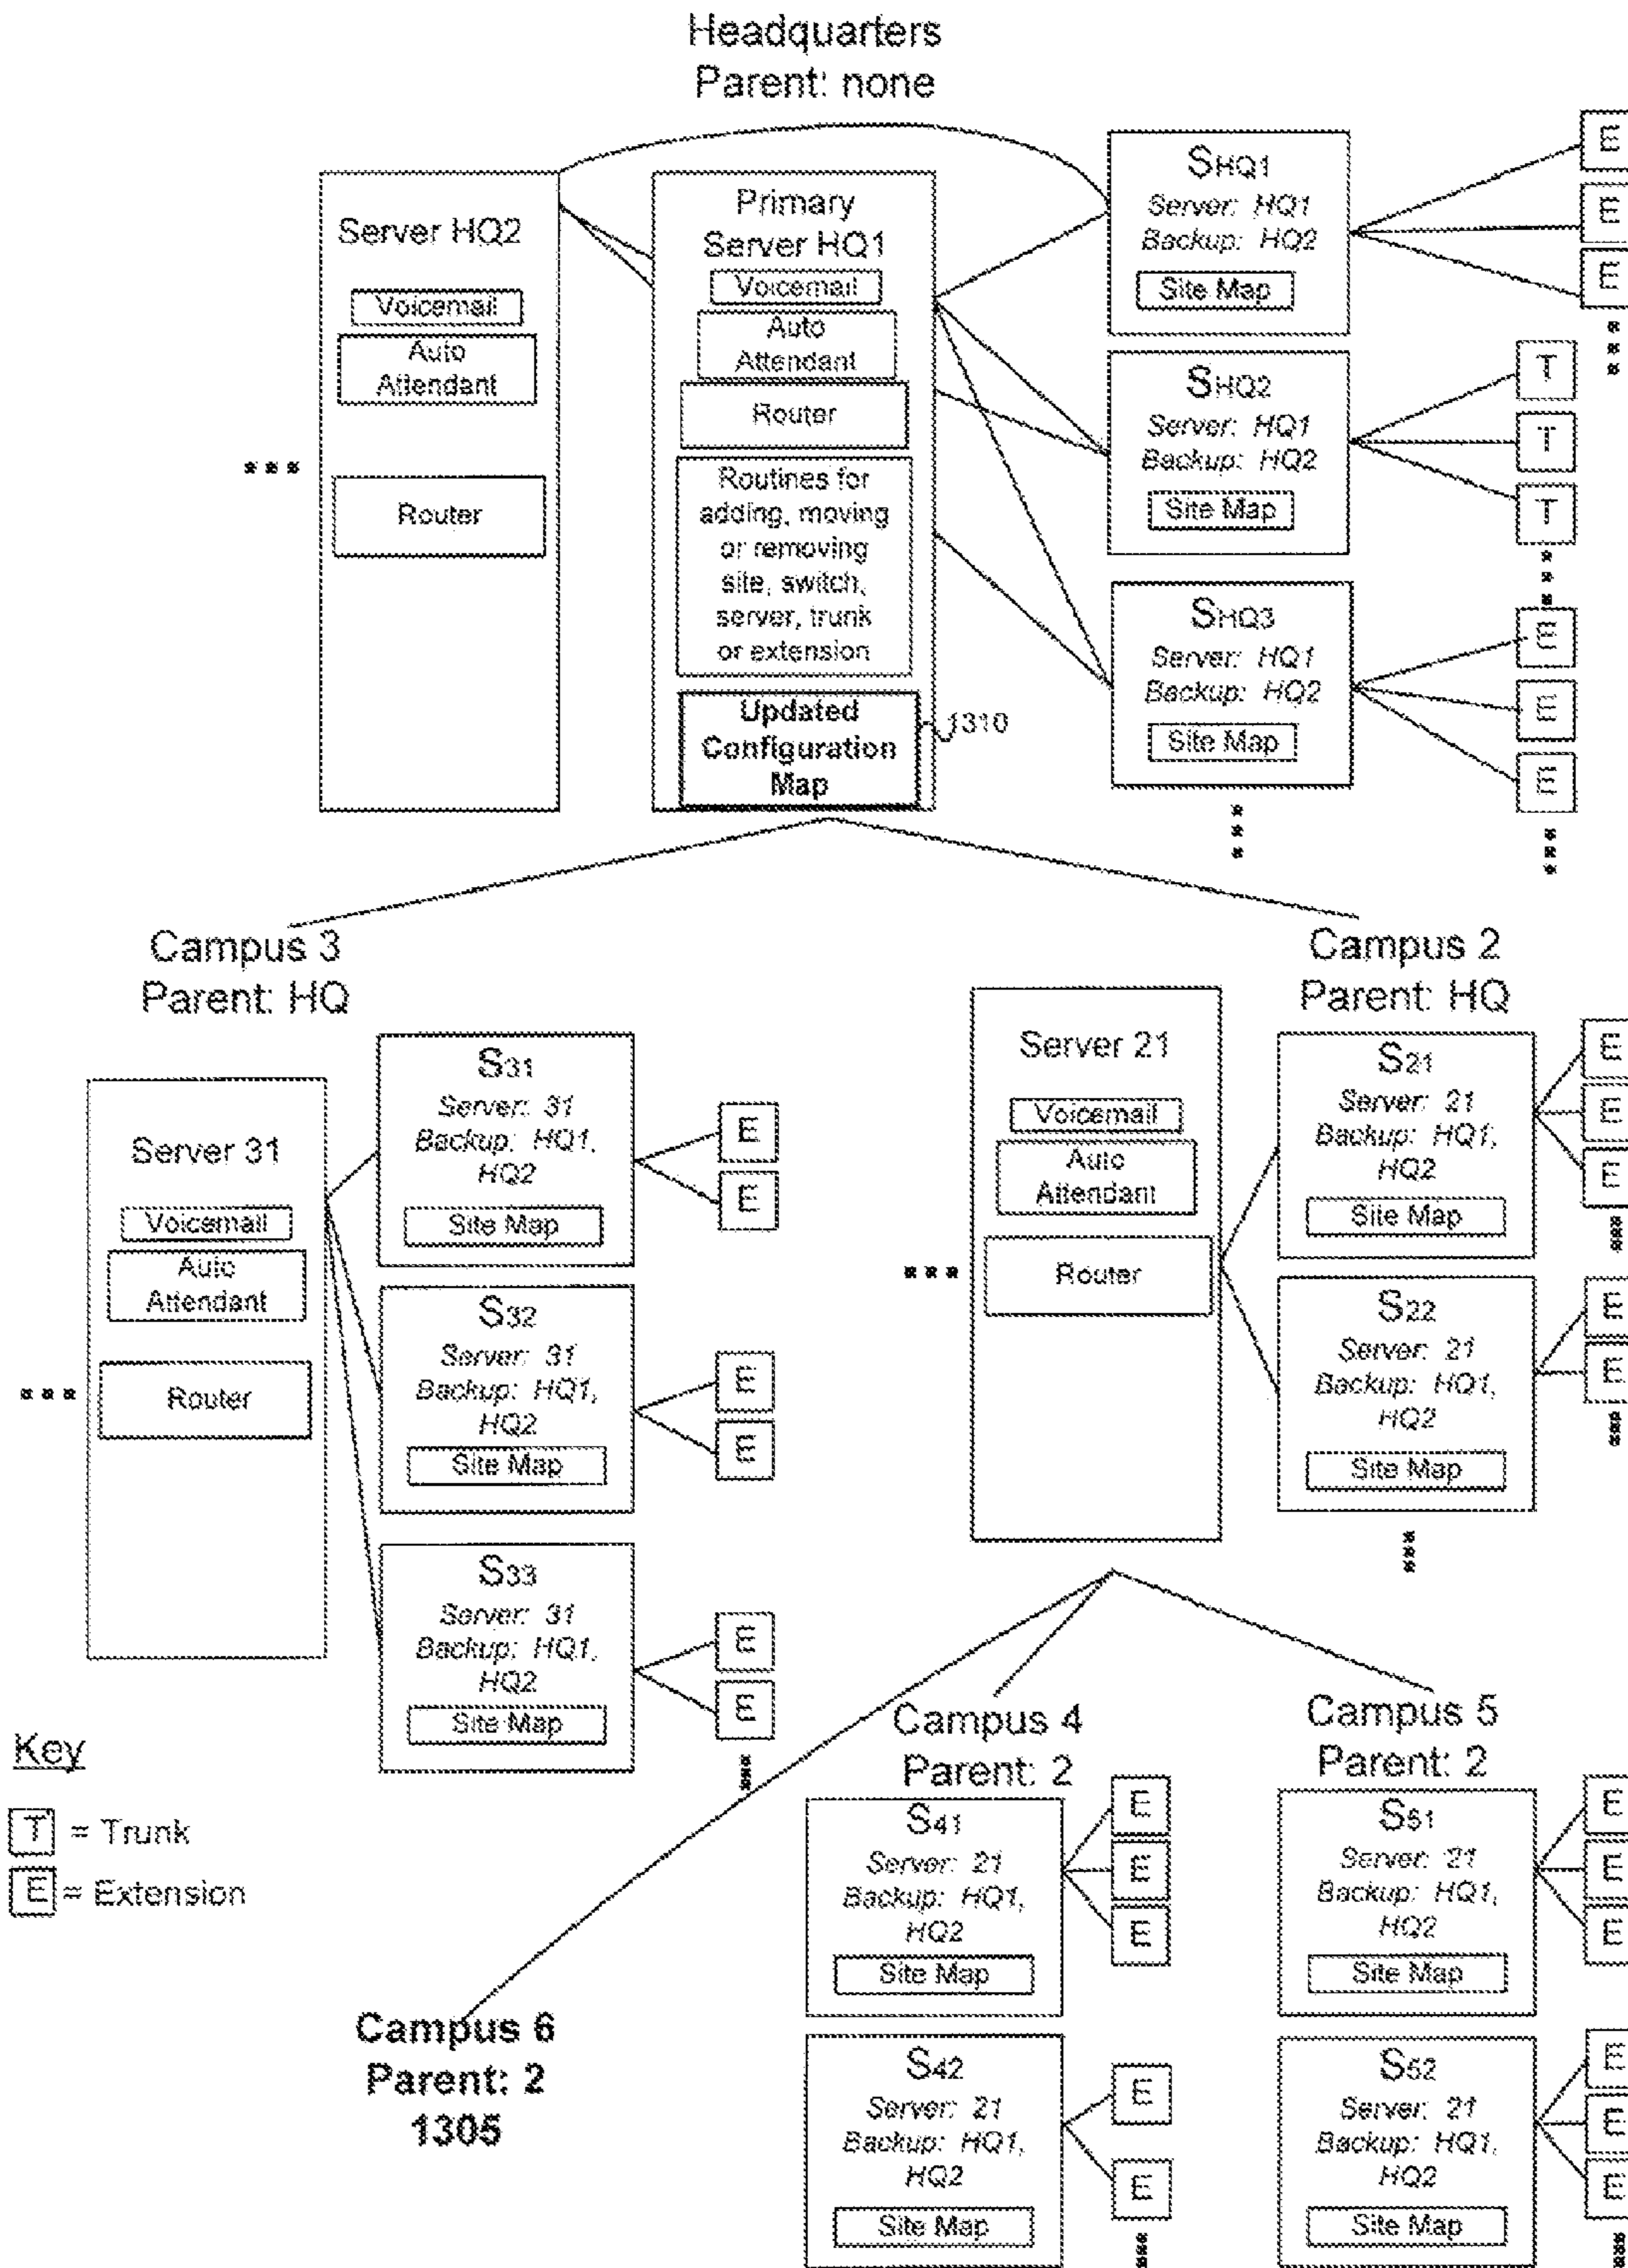 Headquarters
Parent: none
Server HQ2
Voicemail
Auto
Attendant
Router
Primary
Server HQ1
Voicemail
Auto
Attendant
Router
Routines for
adding, moving
or removing
site, switch,
server, trunk
or extension
Updated
Configuration
Map
1310
SHQ1
Server: HQ1
Backup: HQ2
Site Map
E
E
E
SHQ2
Server: HQ1
Backup: HQ2
Site Map
T
T
T
SHQ3
Server: HQ1
Backup: HQ2
Site Map
E
E
E
Campus 3
Parent: HQ
Server 31
Voicemail
Auto
Attendant
Router
S31
Server: 31
Backup: HQ1,
HQ2
Site Map
E
E
S32
Server: 31
Backup: HQ1,
HQ2
Site Map
E
E
S33
Server: 31
Backup: HQ1,
HQ2
Site Map
E
E
Campus 2
Parent: HQ
Server 21
Voicemail
Auto
Attendant
Router
S21
Server: 21
Backup: HQ1,
HQ2
Site Map
E
E
E
S22
Server: 21
Backup: HQ1,
HQ2
Site Map
E
E
Key
T = Trunk
E = Extension
Campus 6
Parent: 2
1305
Campus 4
Parent: 2
S41
Server: 21
Backup: HQ1,
HQ2
Site Map
E
E
E
S42
Server: 21
Backup: HQ1,
HQ2
Site Map
E
E
Campus 5
Parent: 2
S51
Server: 21
Backup: HQ1,
HQ2
Site Map
E
E
E
S52
Server: 21
Backup: HQ1,
HQ2
Site Map
E
E
E